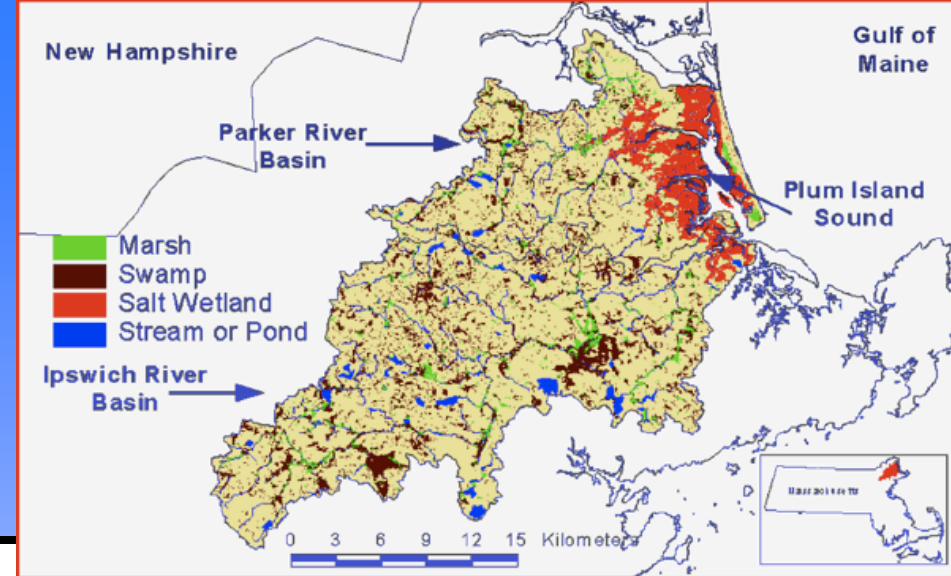 New Hampshire
Gulf of
Maine
Parker River
Basin
Plum Island
Sound
Marsh
Swamp
Salt Wetland
Stream or Pond
Ipswich River
Basin
0 3 6 9 12 15 Kilometers
Massachusetts